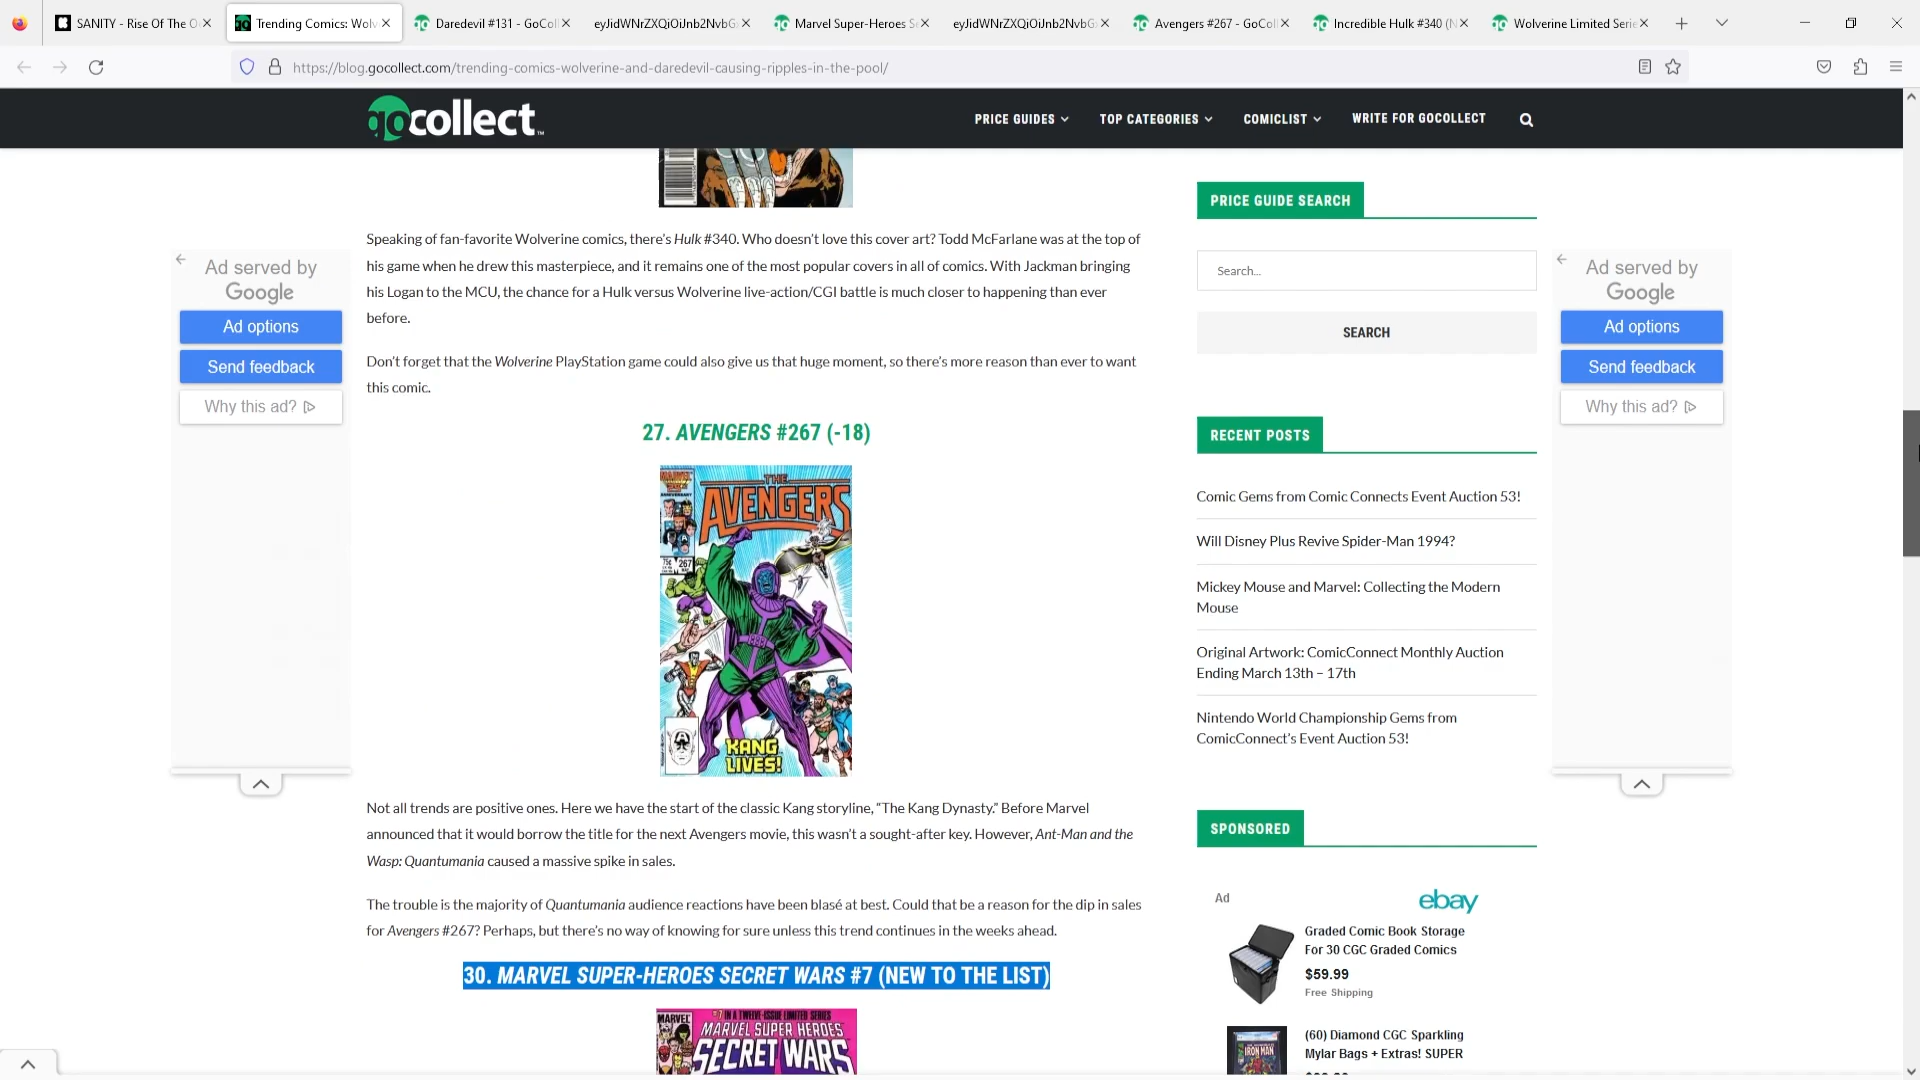 SANITY - Rise Of The O
Trending Comics: Wolv
Daredevil #131 - GoColl
eyJidWNrZXQiOiJnb2NvbG
Marvel Super-Heroes Se
eyJidWNrZXQiOiJnb2NvbG
Avengers #267 - GoColl
Incredible Hulk #340 (N
Wolverine Limited Serie
https://blog.gocollect.com/trending-comics-wolverine-and-daredevil-causing-ripples-in-the-pool/
gocollect™
PRICE GUIDES
TOP CATEGORIES
COMICLIST
WRITE FOR GOCOLLECT
Speaking of fan-favorite Wolverine comics, there's Hulk #340. Who doesn't love this cover art? Todd McFarlane was at the top of
his game when he drew this masterpiece, and it remains one of the most popular covers in all of comics. With Jackman bringing
his Logan to the MCU, the chance for a Hulk versus Wolverine live-action/CGI battle is much closer to happening than ever
before.
Don't forget that the Wolverine PlayStation game could also give us that huge moment, so there's more reason than ever to want
this comic.
27. AVENGERS #267 (-18)
MARVEL
THE
AVENGERS
75¢
267
KANG
LIVES!
Not all trends are positive ones. Here we have the start of the classic Kang storyline, "The Kang Dynasty." Before Marvel
announced that it would borrow the title for the next Avengers movie, this wasn't a sought-after key. However, Ant-Man and the
Wasp: Quantumania caused a massive spike in sales.
The trouble is the majority of Quantumania audience reactions have been blasé at best. Could that be a reason for the dip in sales
for Avengers #267? Perhaps, but there's no way of knowing for sure unless this trend continues in the weeks ahead.
30. MARVEL SUPER-HEROES SECRET WARS #7 (NEW TO THE LIST)
#7 IN A TWELVE-ISSUE LIMITED SERIES
MARVEL
MARVEL SUPER HEROES
SECRET WARS
Ad served by
Google
Ad options
Send feedback
Why this ad?
PRICE GUIDE SEARCH
Search...
SEARCH
RECENT POSTS
Comic Gems from Comic Connects Event Auction 53!
Will Disney Plus Revive Spider-Man 1994?
Mickey Mouse and Marvel: Collecting the Modern
Mouse
Original Artwork: ComicConnect Monthly Auction
Ending March 13th – 17th
Nintendo World Championship Gems from
ComicConnect's Event Auction 53!
SPONSORED
Ad
ebay
Graded Comic Book Storage
For 30 CGC Graded Comics
$59.99
Free Shipping
IRON MAN
(60) Diamond CGC Sparkling
Mylar Bags + Extras! SUPER
Ad served by
Google
Ad options
Send feedback
Why this ad?